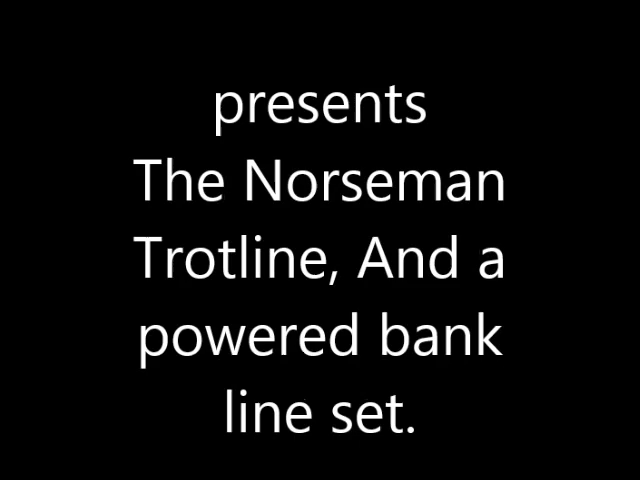 presents
The Norseman
Trotline, And a
powered bank
line set.